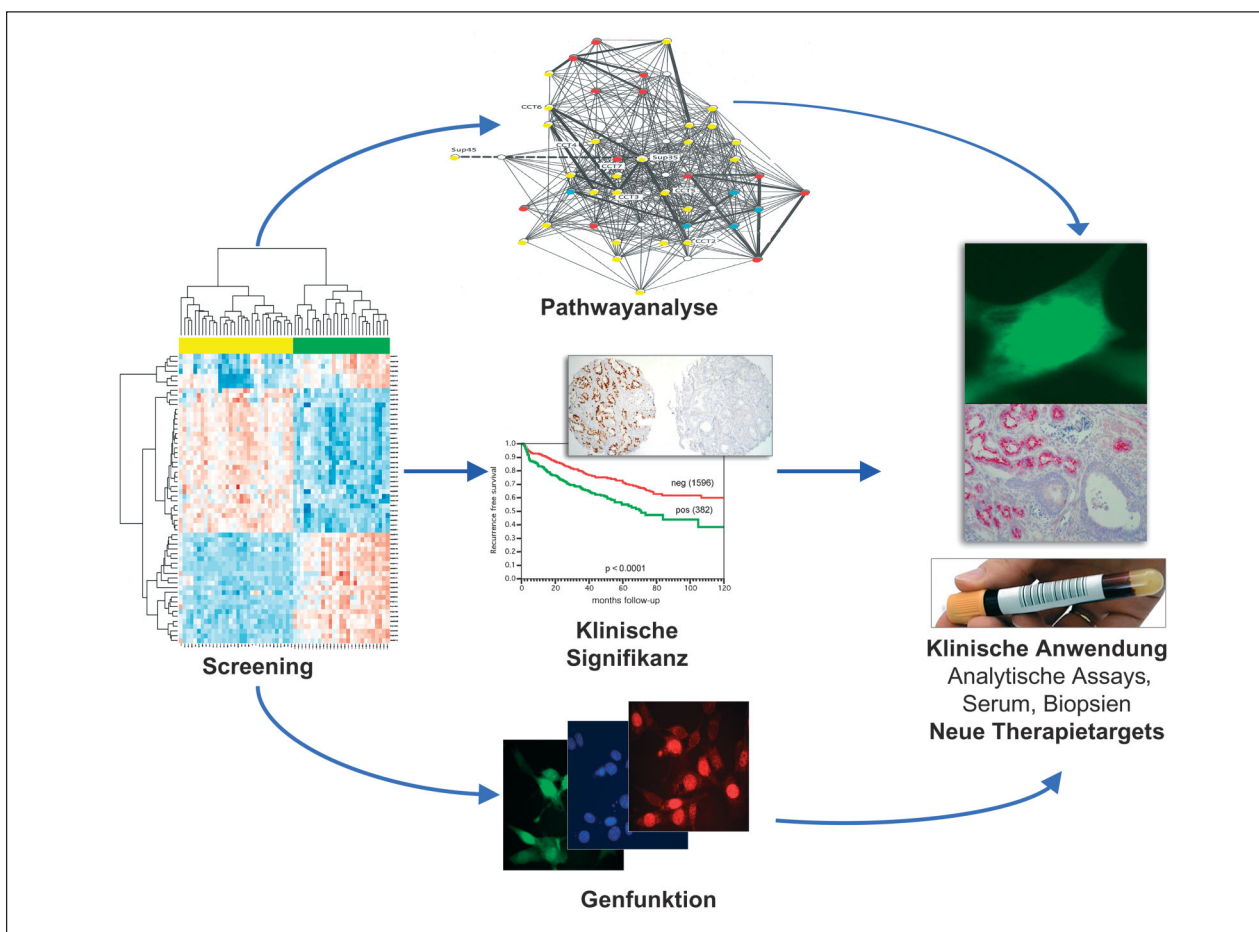 CCT6
Sup45
CCT4
CCT7
Sup35
CCT3
CCT2
Pathwayanalyse
Screening
1.0
0.9
0.8
0.7
0.6
0.5
0.4
0.3
0.2
0.1
0.0
Recurrence free survival
neg (1596)
pos (382)
p < 0.0001
0
20
40
60
80
100
120
months follow-up
Klinische
Signifikanz
Genfunktion
Klinische Anwendung
Analytische Assays,
Serum, Biopsien
Neue Therapietargets